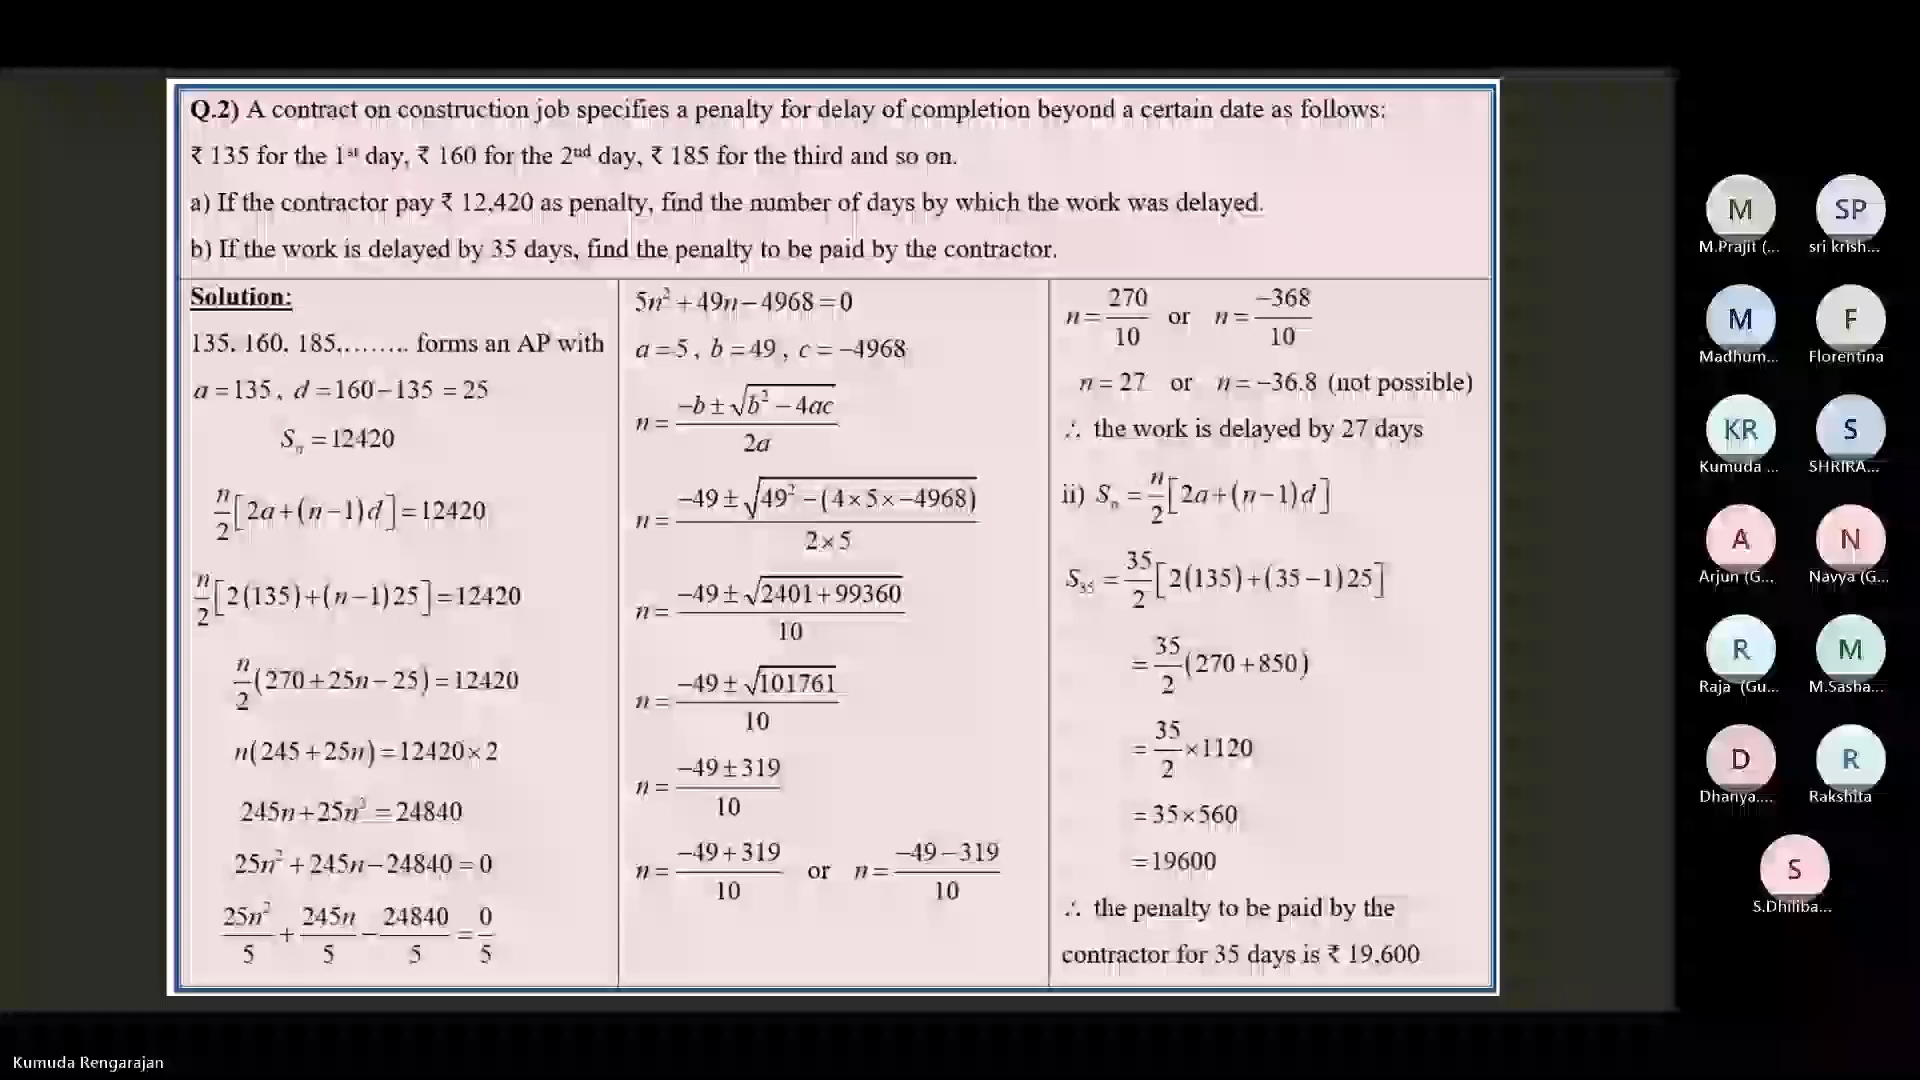 Q.2) A contract on construction job specifies a penalty for delay of completion beyond a certain date as follows:
₹ 135 for the 1ˢᵗ day, ₹ 160 for the 2ⁿᵈ day, ₹ 185 for the third and so on.
a) If the contractor pay ₹ 12,420 as penalty, find the number of days by which the work was delayed.
b) If the work is delayed by 35 days, find the penalty to be paid by the contractor.
Solution:
135, 160, 185,........ forms an AP with
a = 135 , d = 160 − 135 = 25
Sₙ = 12420
n/2 [2a + (n − 1)d] = 12420
n/2 [2(135) + (n − 1)25] = 12420
n/2 (270 + 25n − 25) = 12420
n(245 + 25n) = 12420 × 2
245n + 25n² = 24840
25n² + 245n − 24840 = 0
25n²/5 + 245n/5 − 24840/5 = 0/5
5n² + 49n − 4968 = 0
a = 5 , b = 49 , c = −4968
n = (−b ± √(b² − 4ac)) / 2a
n = (−49 ± √(49² − (4 × 5 × −4968))) / (2 × 5)
n = (−49 ± √(2401 + 99360)) / 10
n = (−49 ± √101761) / 10
n = (−49 ± 319) / 10
n = (−49 + 319) / 10 or n = (−49 − 319) / 10
n = 270/10 or n = −368/10
n = 27 or n = −36.8 (not possible)
∴ the work is delayed by 27 days
ii) Sₙ = n/2 [2a + (n − 1)d]
S₃₅ = 35/2 [2(135) + (35 − 1)25]
= 35/2 (270 + 850)
= 35/2 × 1120
= 35 × 560
= 19600
∴ the penalty to be paid by the
contractor for 35 days is ₹ 19,600
M SP
M.Prajit (... sri krish...
M F
Madhum... Florentina
KR S
Kumuda ... SHRIRA...
A N
Arjun (G... Navya (G...
R M
Raja (Gu... M.Sasha...
D R
Dhanya.... Rakshita
S
S.Dhiliba...
Kumuda Rengarajan